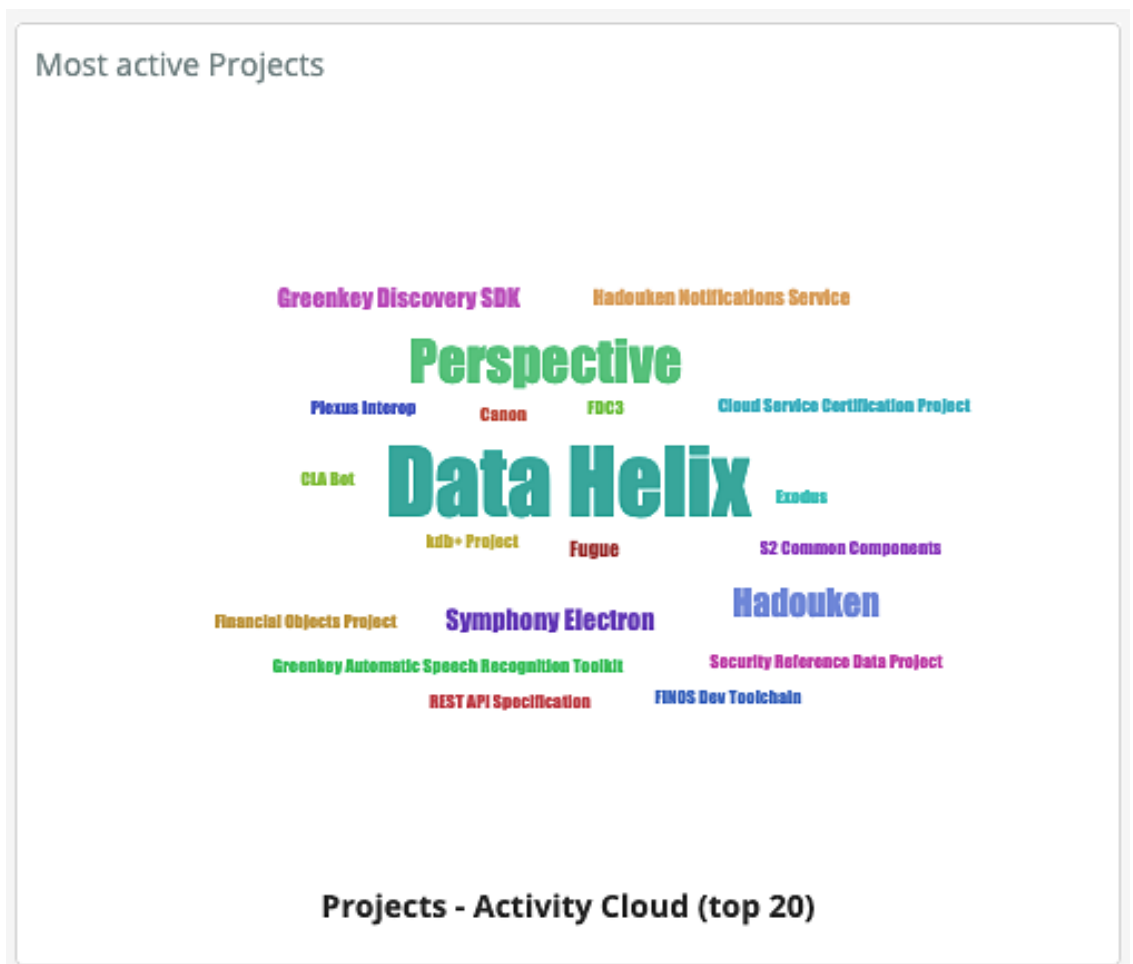 Most active Projects
Greenkey Discovery SDK
Hadouken Notifications Service
Perspective
Plexus Interop
Canon
FDC3
Cloud Service Certification Project
Data Helix
CLA Bot
Exodus
kdb+ Project
Fugue
S2 Common Components
Hadouken
Financial Objects Project
Symphony Electron
Greenkey Automatic Speech Recognition Toolkit
Security Reference Data Project
REST API Specification
FINOS Dev Toolchain
Projects - Activity Cloud (top 20)